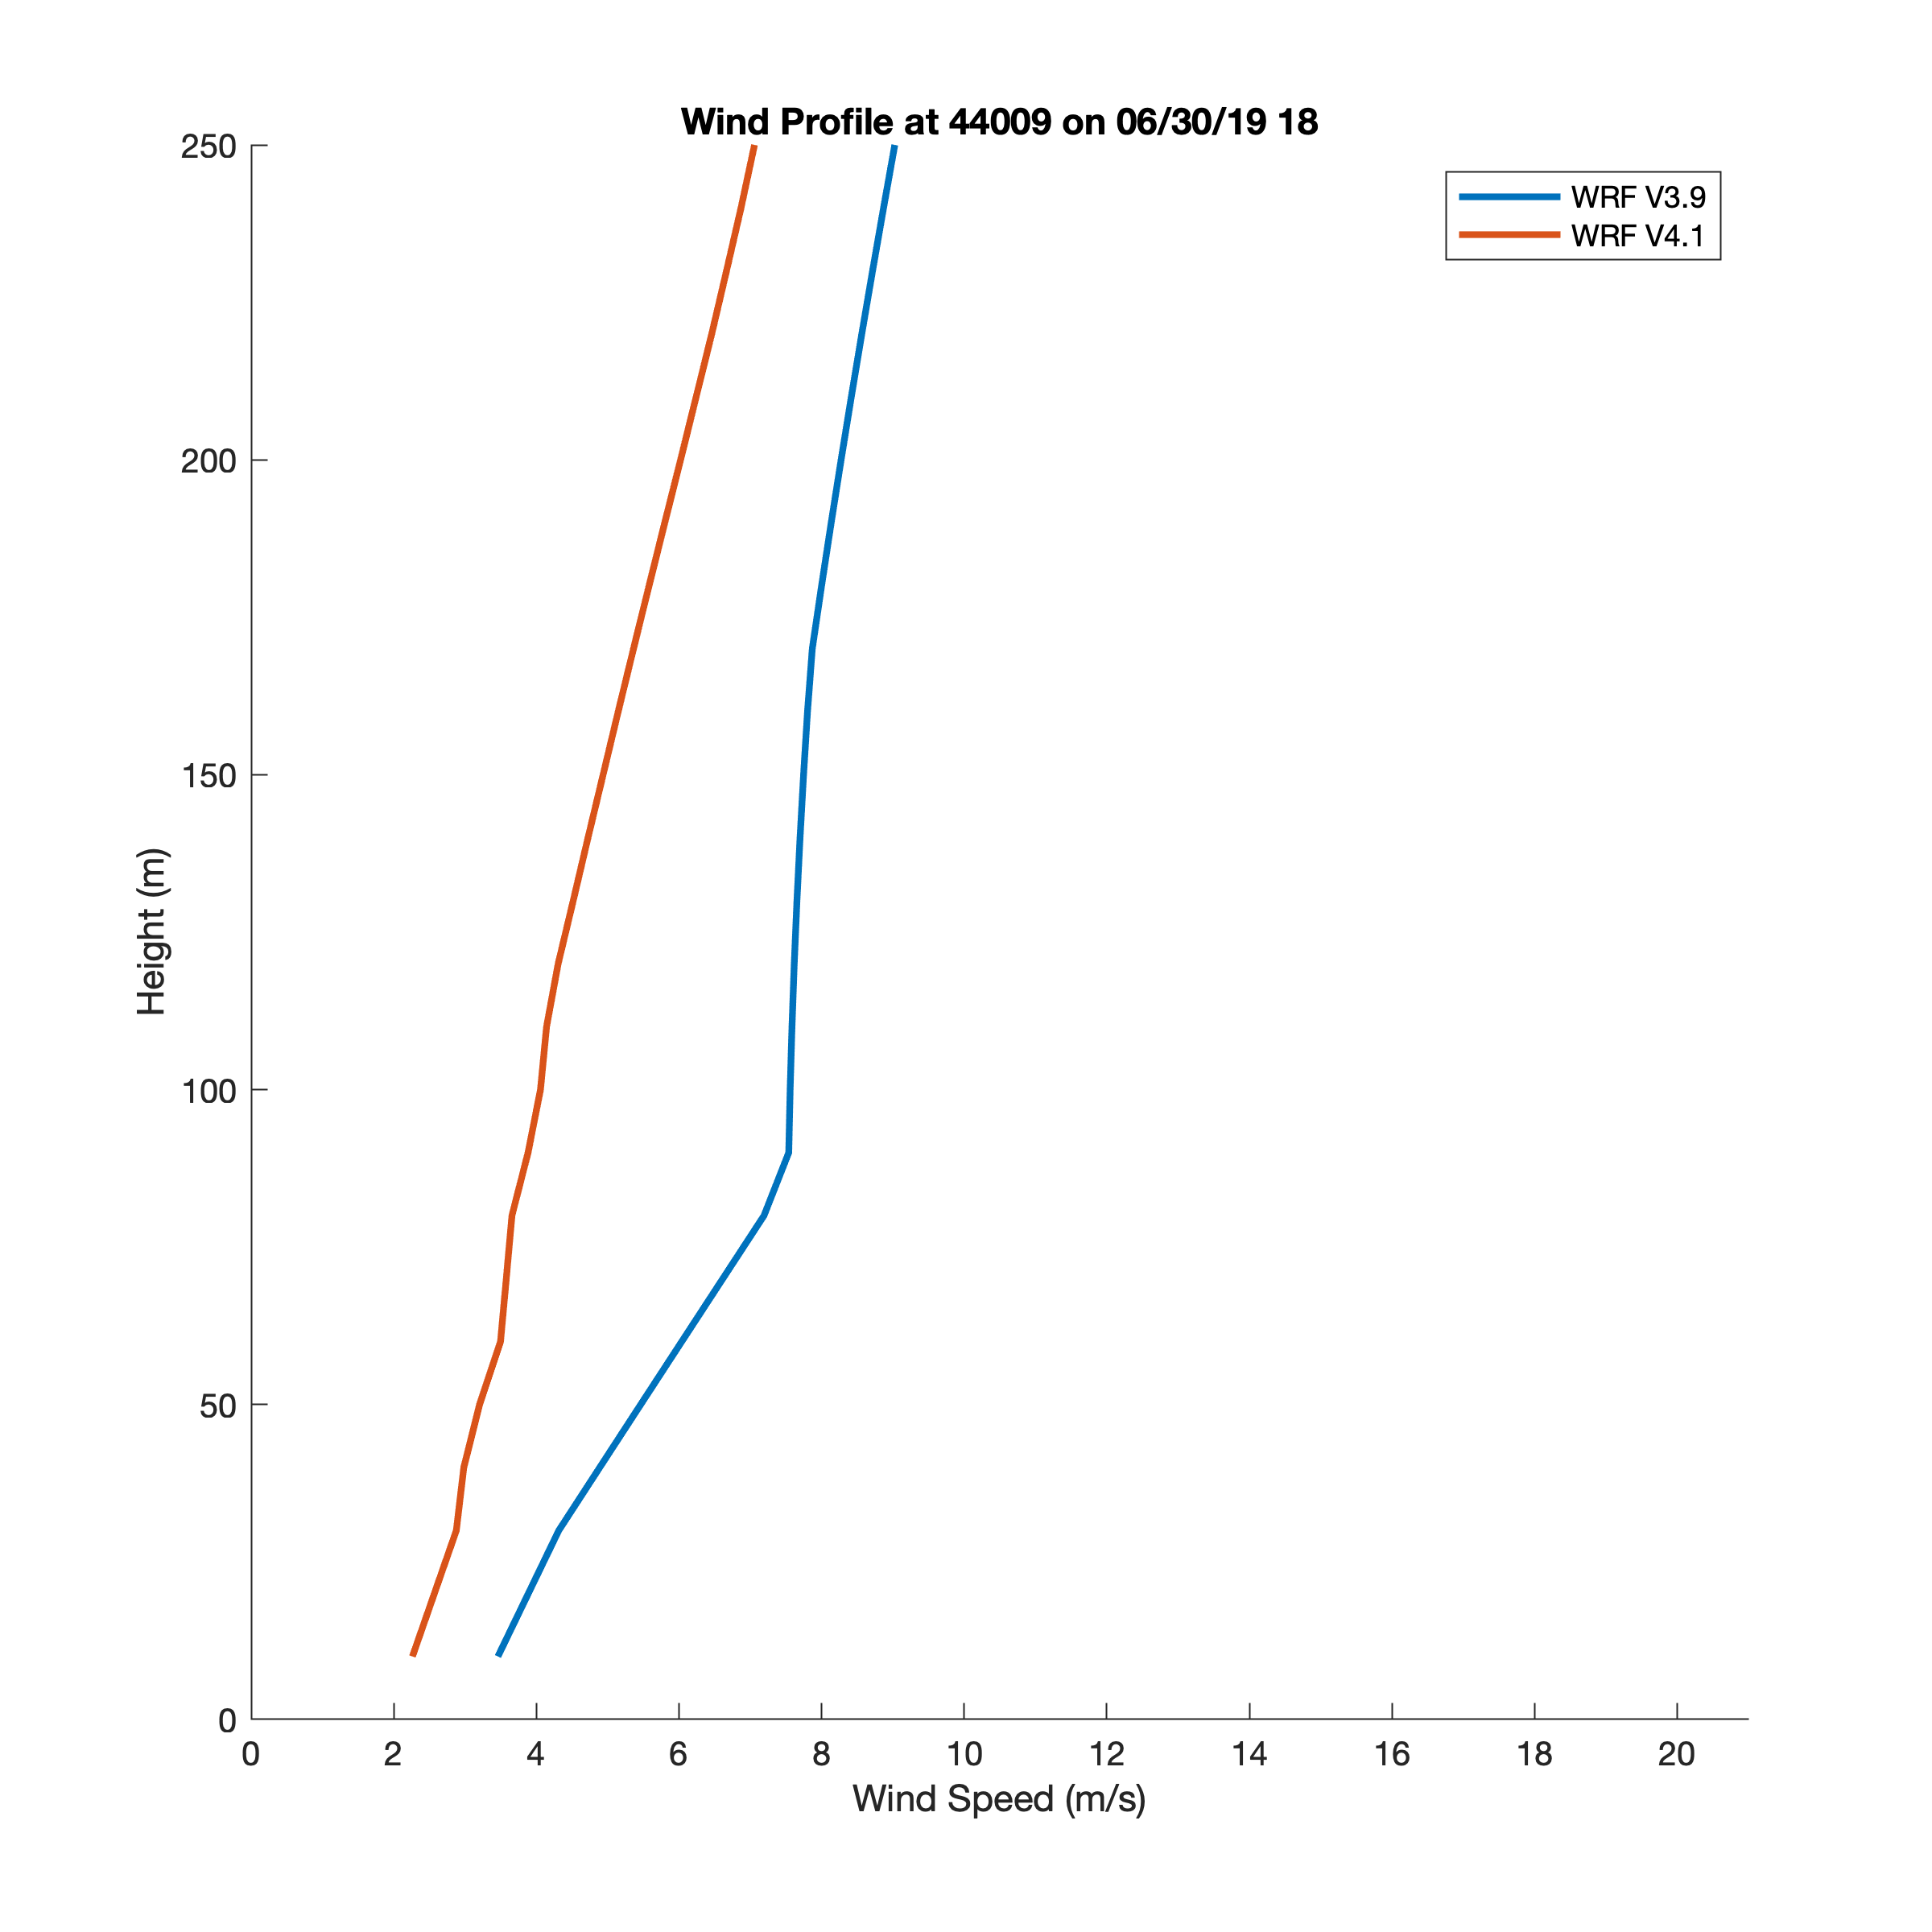 Wind Profile at 44009 on 06/30/19 18
WRF V3.9
WRF V4.1
250
200
150
100
50
0
Height (m)
0 2 4 6 8 10 12 14 16 18 20
Wind Speed (m/s)